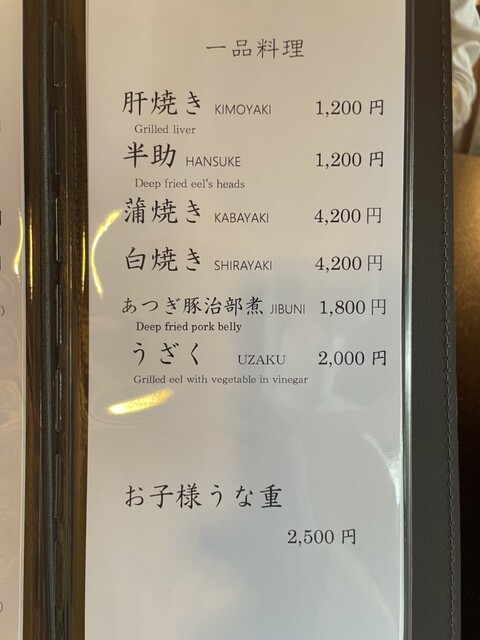 一品料理
肝焼き KIMOYAKI 1,200 円
Grilled liver
半助 HANSUKE 1,200 円
Deep fried eel's heads
蒲焼き KABAYAKI 4,200 円
白焼き SHIRAYAKI 4,200 円
あつぎ豚治部煮 JIBUNI 1,800 円
Deep fried pork belly
うざく UZAKU 2,000 円
Grilled eel with vegetable in vinegar
お子様うな重
2,500 円